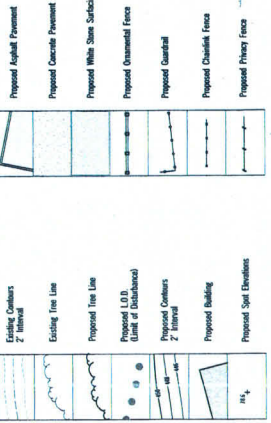 Existing Contours
2' Interval
Existing Tree Line
Proposed Tree Line
Proposed L.O.D.
(Limit of Disturbance)
Proposed Contours
2' Interval
Proposed Building
Proposed Spot Elevations
Proposed Asphalt Pavement
Proposed Concrete Pavement
Proposed White Stone Surfacing
Proposed Ornamental Fence
Proposed Guardrail
Proposed Chainlink Fence
Proposed Privacy Fence